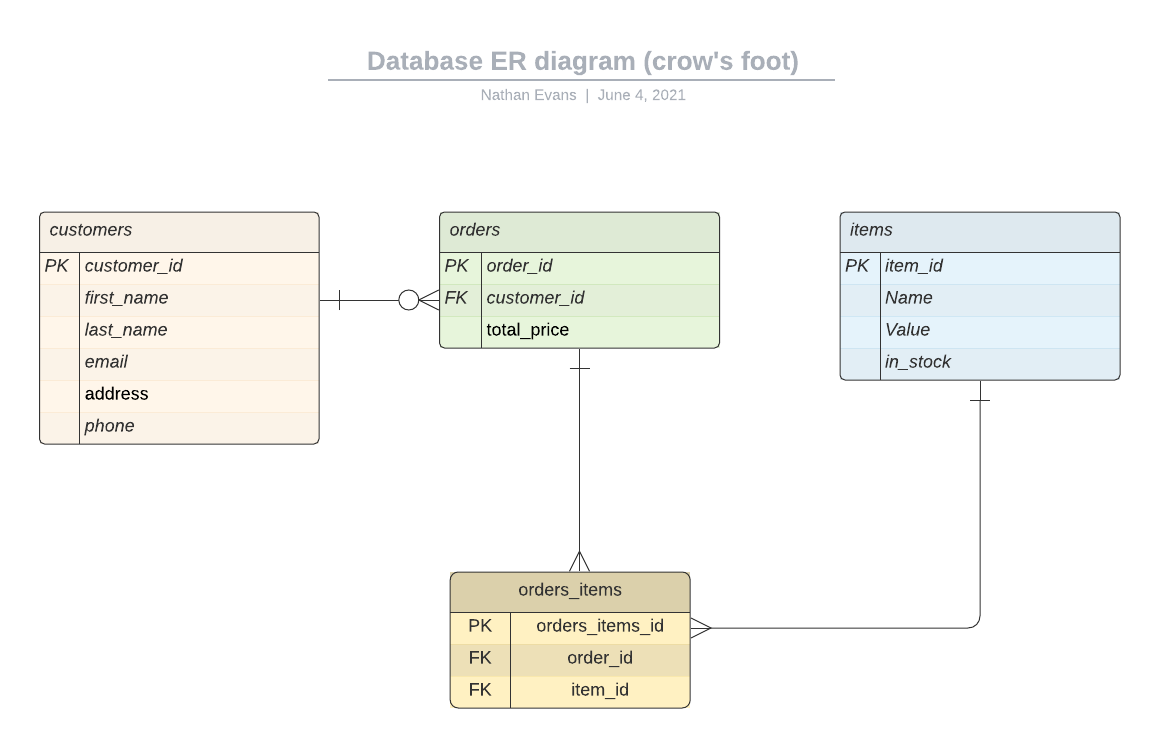 Database ER diagram (crow's foot)
Nathan Evans | June 4, 2021
customers
PK customer_id
first_name
last_name
email
address
phone
orders
PK order_id
FK customer_id
total_price
items
PK item_id
Name
Value
in_stock
orders_items
PK orders_items_id
FK order_id
FK item_id